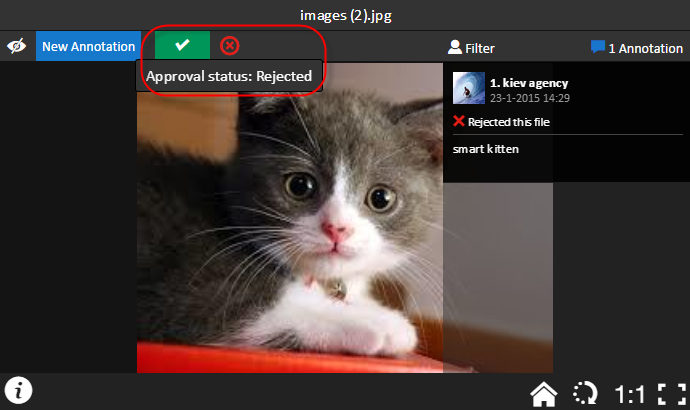 images (2).jpg
New Annotation
Filter
1 Annotation
Approval status: Rejected
1. kiev agency
23-1-2015 14:29
Rejected this file
smart kitten
i
1:1